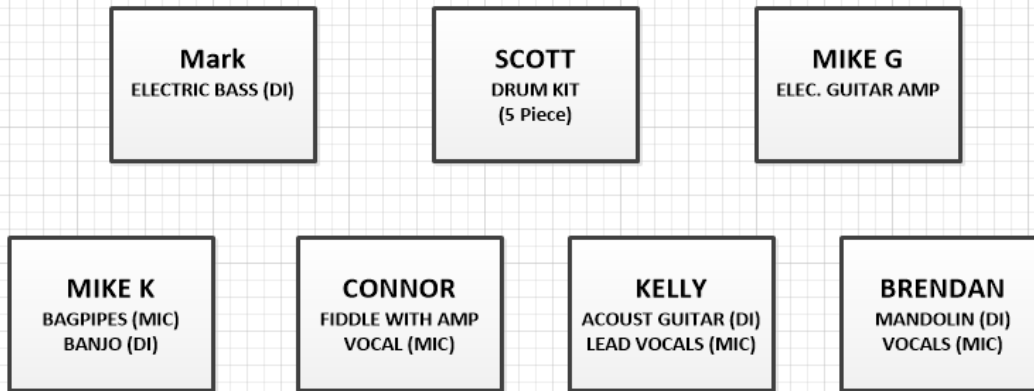 Mark
ELECTRIC BASS (DI)
SCOTT
DRUM KIT
(5 Piece)
MIKE G
ELEC. GUITAR AMP
MIKE K
BAGPIPES (MIC)
BANJO (DI)
CONNOR
FIDDLE WITH AMP
VOCAL (MIC)
KELLY
ACOUST GUITAR (DI)
LEAD VOCALS (MIC)
BRENDAN
MANDOLIN (DI)
VOCALS (MIC)